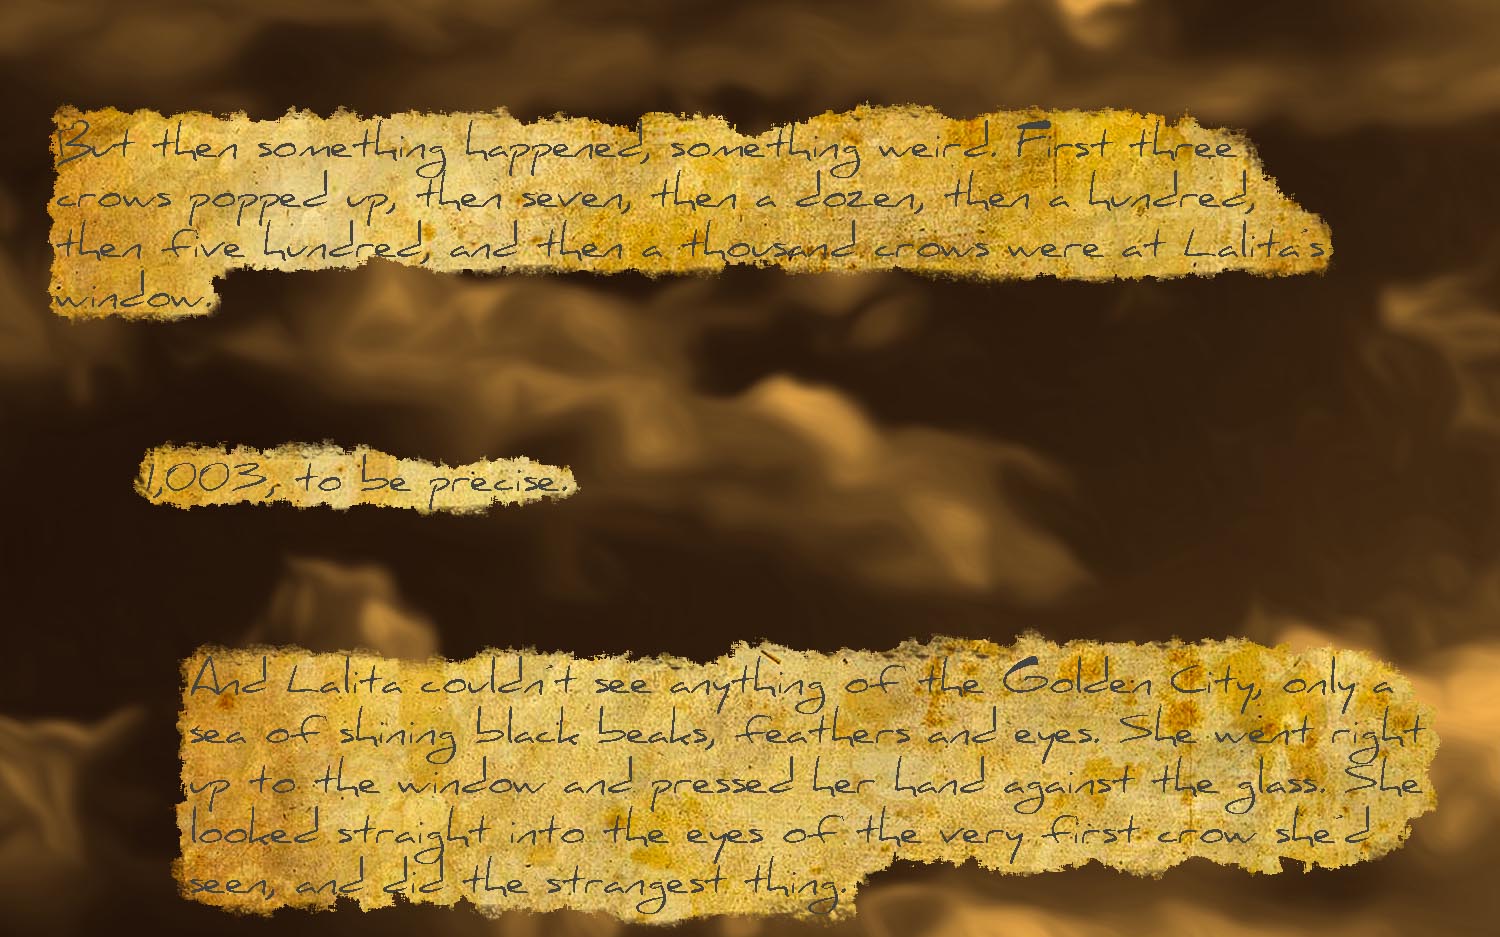 But then something happened, something weird. First three
crows popped up, then seven, then a dozen, then a hundred,
then five hundred, and then a thousand crows were at Lalita's
window.
1,003, to be precise.
And Lalita couldn't see anything of the Golden City, only a
sea of shining black beaks, feathers and eyes. She went right
up to the window and pressed her hand against the glass. She
looked straight into the eyes of the very first crow she'd
seen, and did the strangest thing.